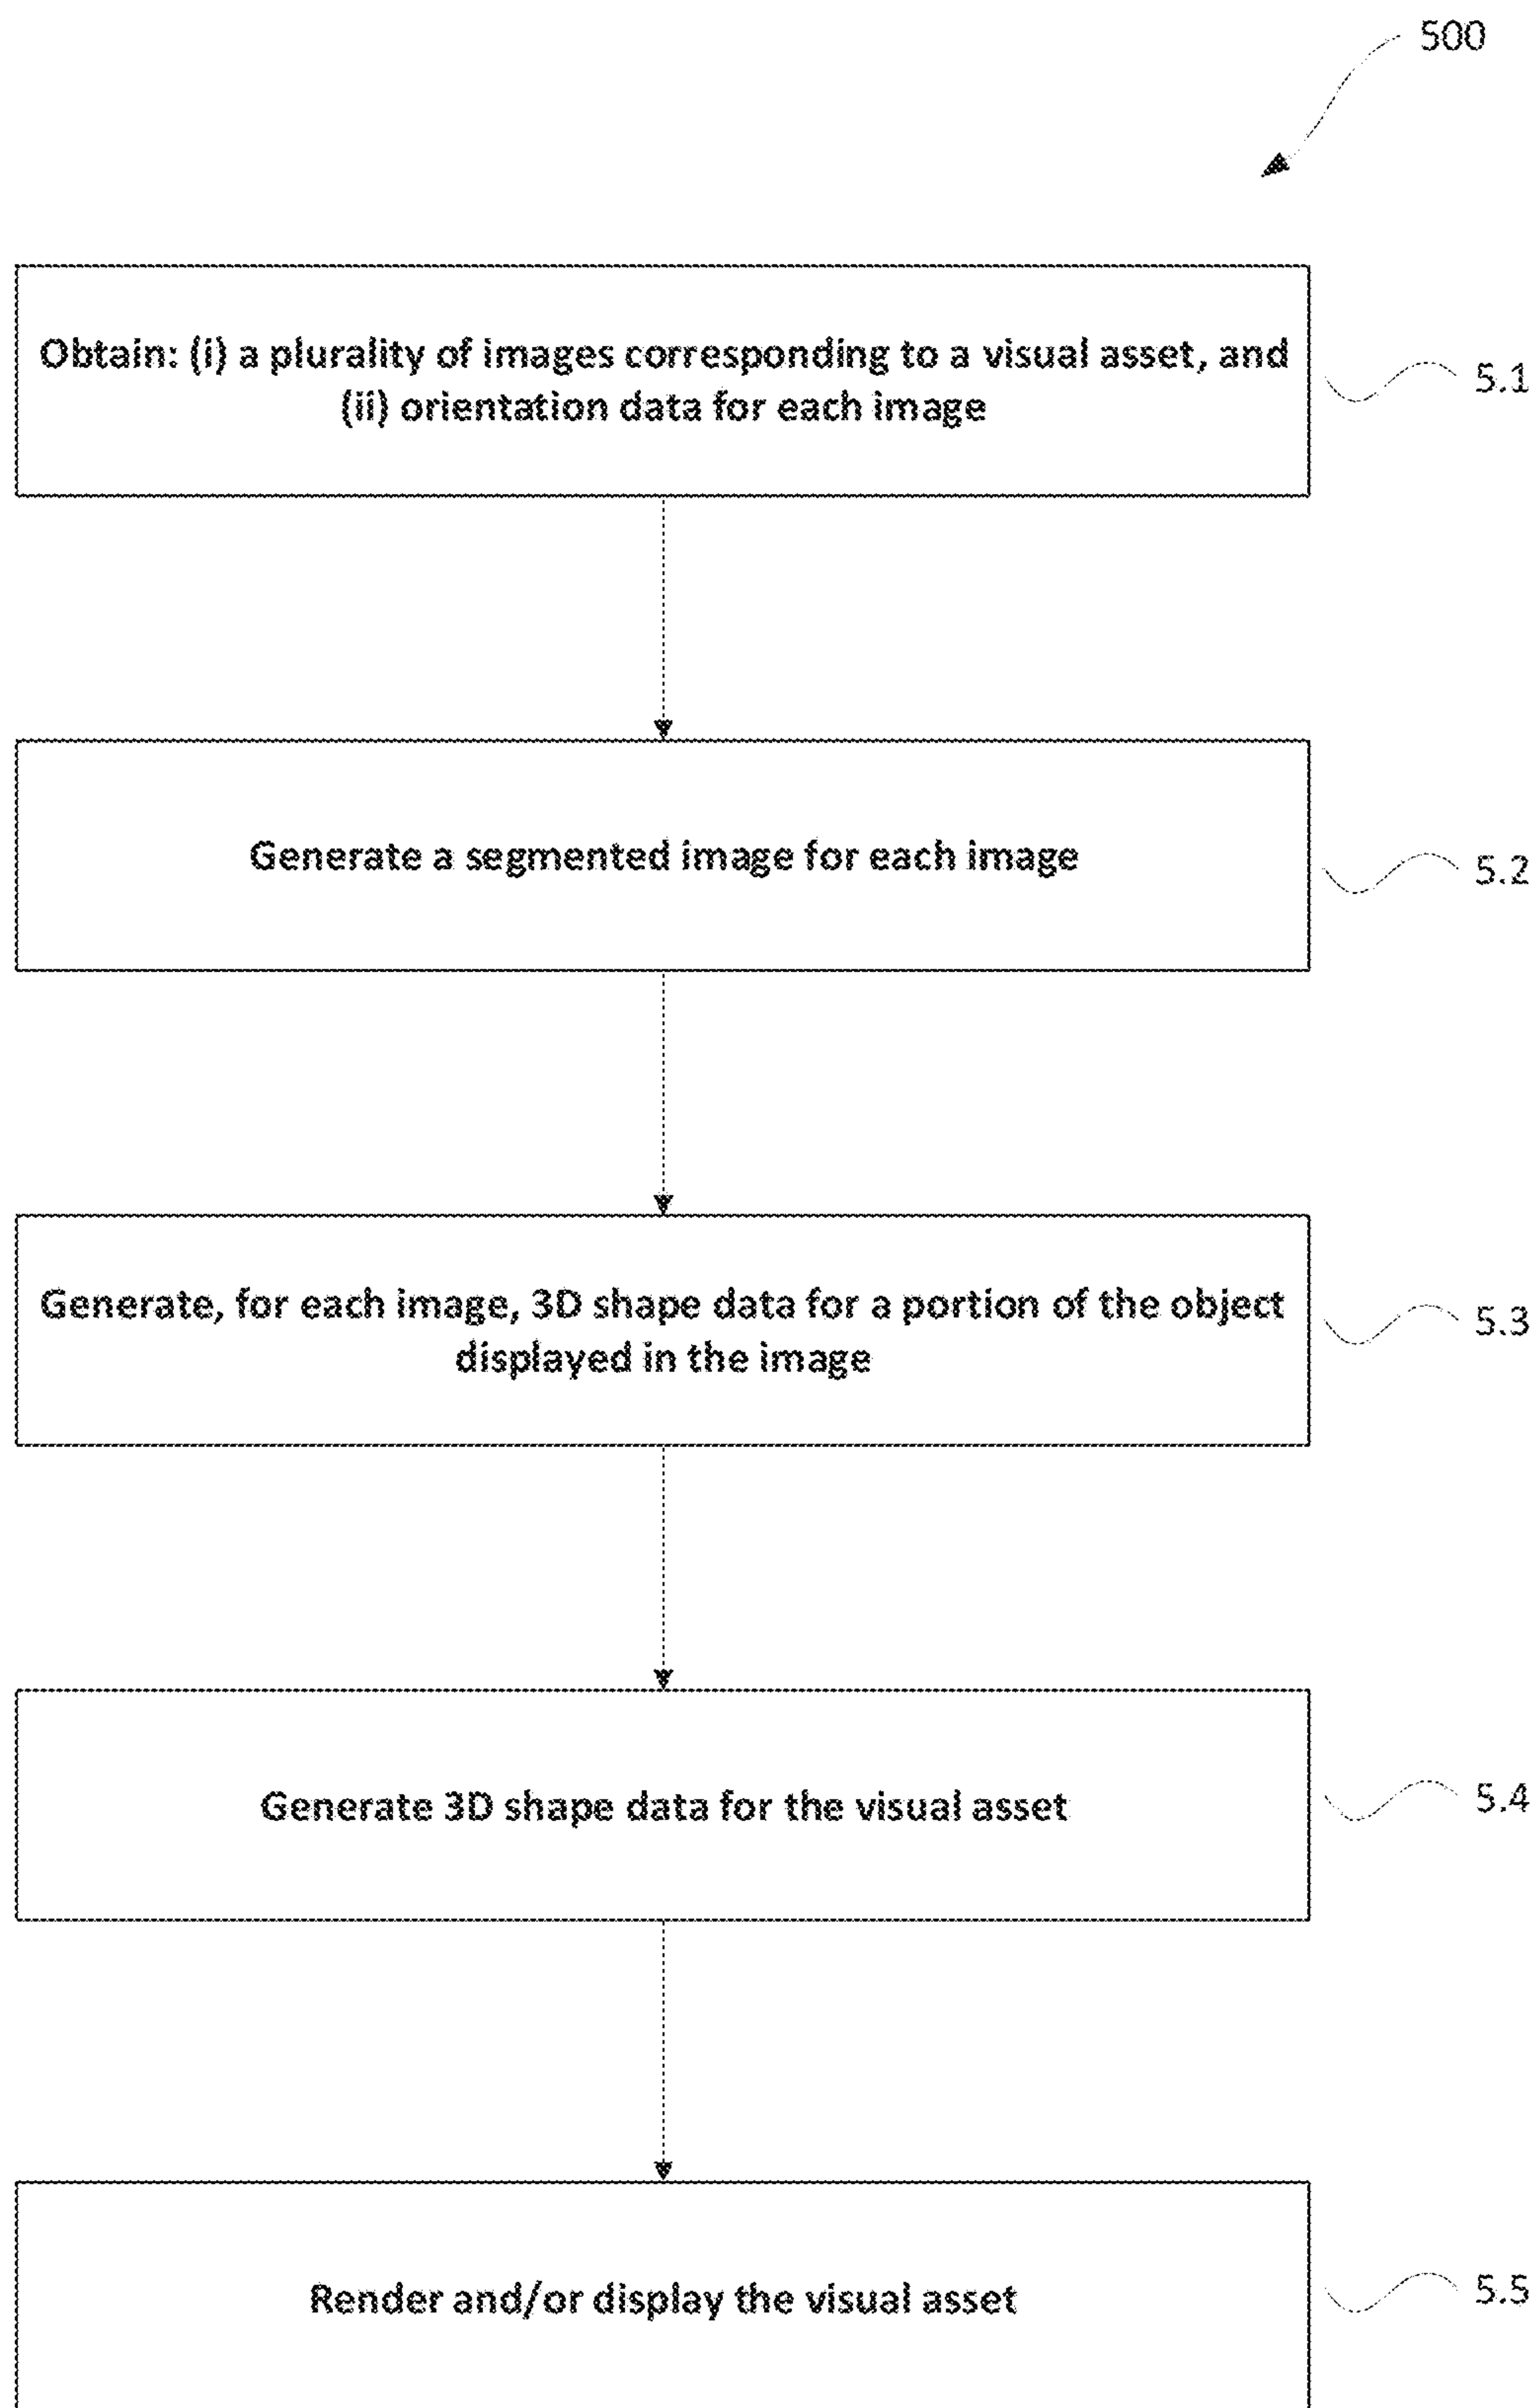 500
Obtain: (i) a plurality of images corresponding to a visual asset, and
(ii) orientation data for each image
5.1
Generate a segmented image for each image
5.2
Generate, for each image, 3D shape data for a portion of the object
displayed in the image
5.3
Generate 3D shape data for the visual asset
5.4
Render and/or display the visual asset
5.5